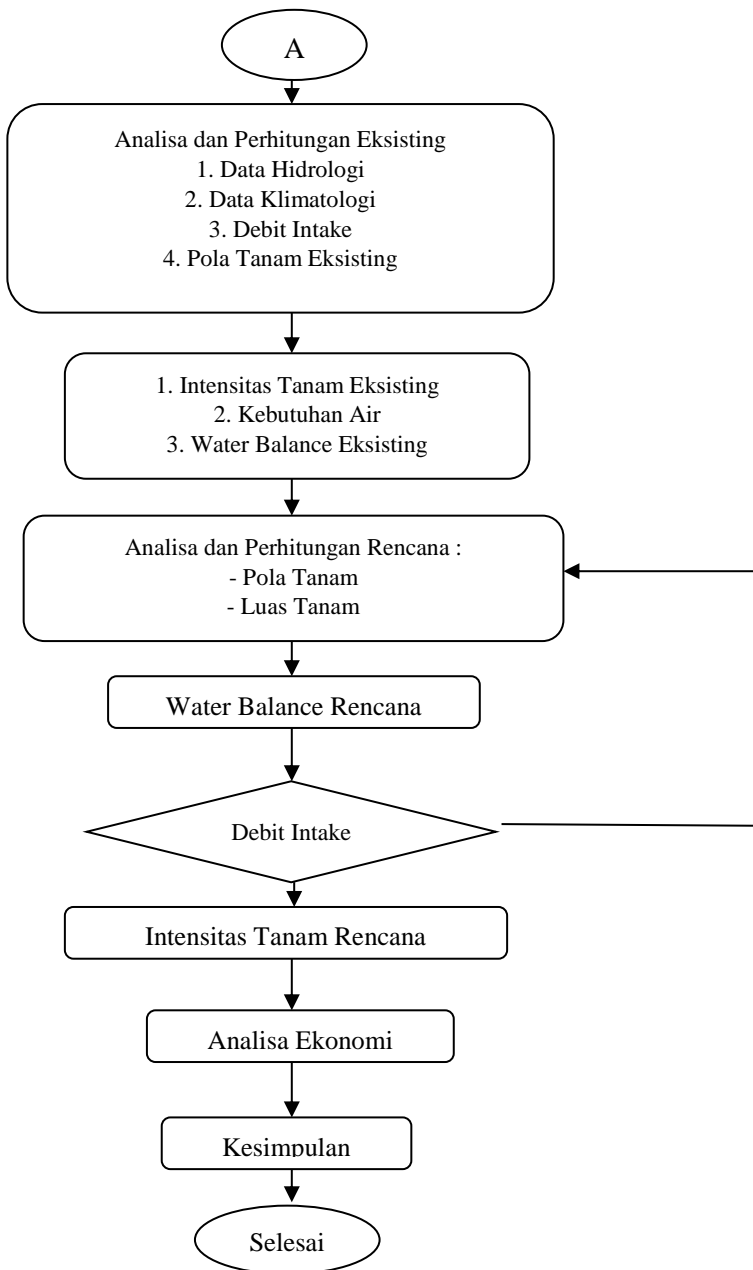 A
Analisa dan Perhitungan Eksisting
1. Data Hidrologi
2. Data Klimatologi
3. Debit Intake
4. Pola Tanam Eksisting
1. Intensitas Tanam Eksisting
2. Kebutuhan Air
3. Water Balance Eksisting
Analisa dan Perhitungan Rencana :
- Pola Tanam
- Luas Tanam
Water Balance Rencana
Debit Intake
Intensitas Tanam Rencana
Analisa Ekonomi
Kesimpulan
Selesai